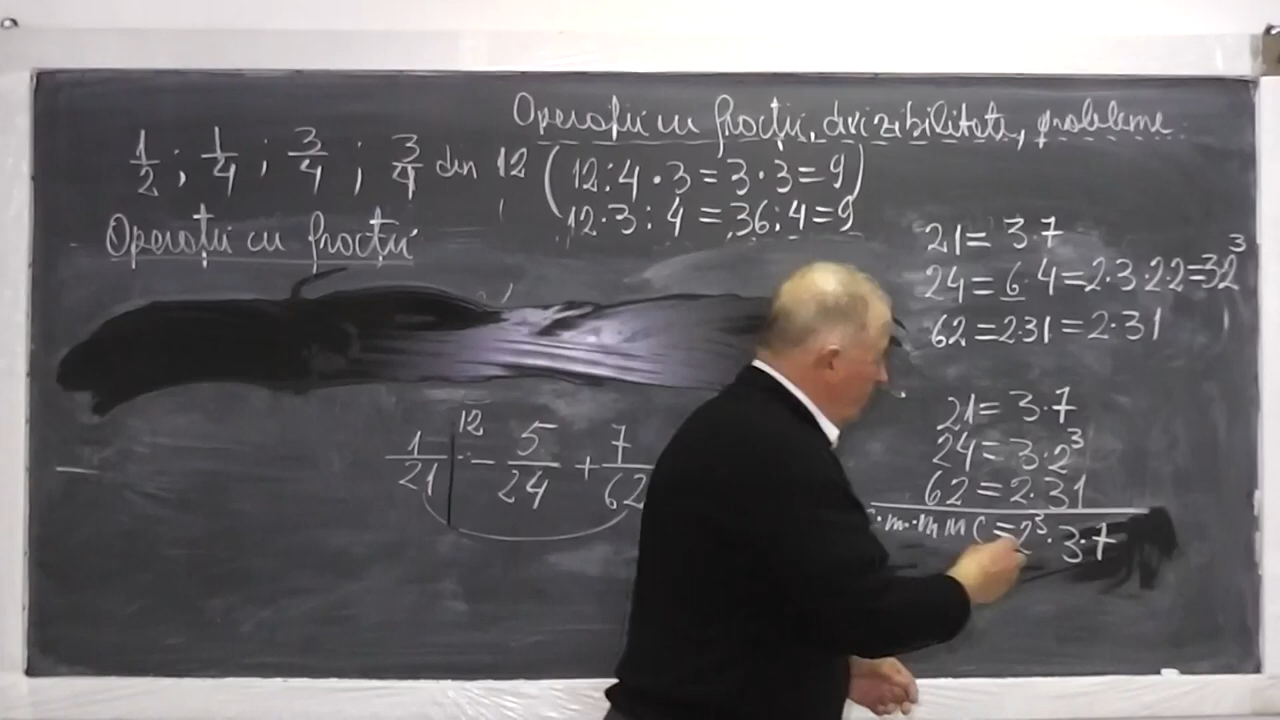 Operații cu fracții, divizibilitate, probleme.
1/2 ; 1/4 ; 3/4 ; 3/4 din 12 (12:4·3=3·3=9)
12·3:4=36:4=9
Operații cu fracții
21=3·7
24=6·4=2·3·2·2=32³
62=2·31=2·31
21=3·7
24=3·2³
62=2·31
c.m.m.m.c=2³·3·7
12
1/21 - 5/24 + 7/62